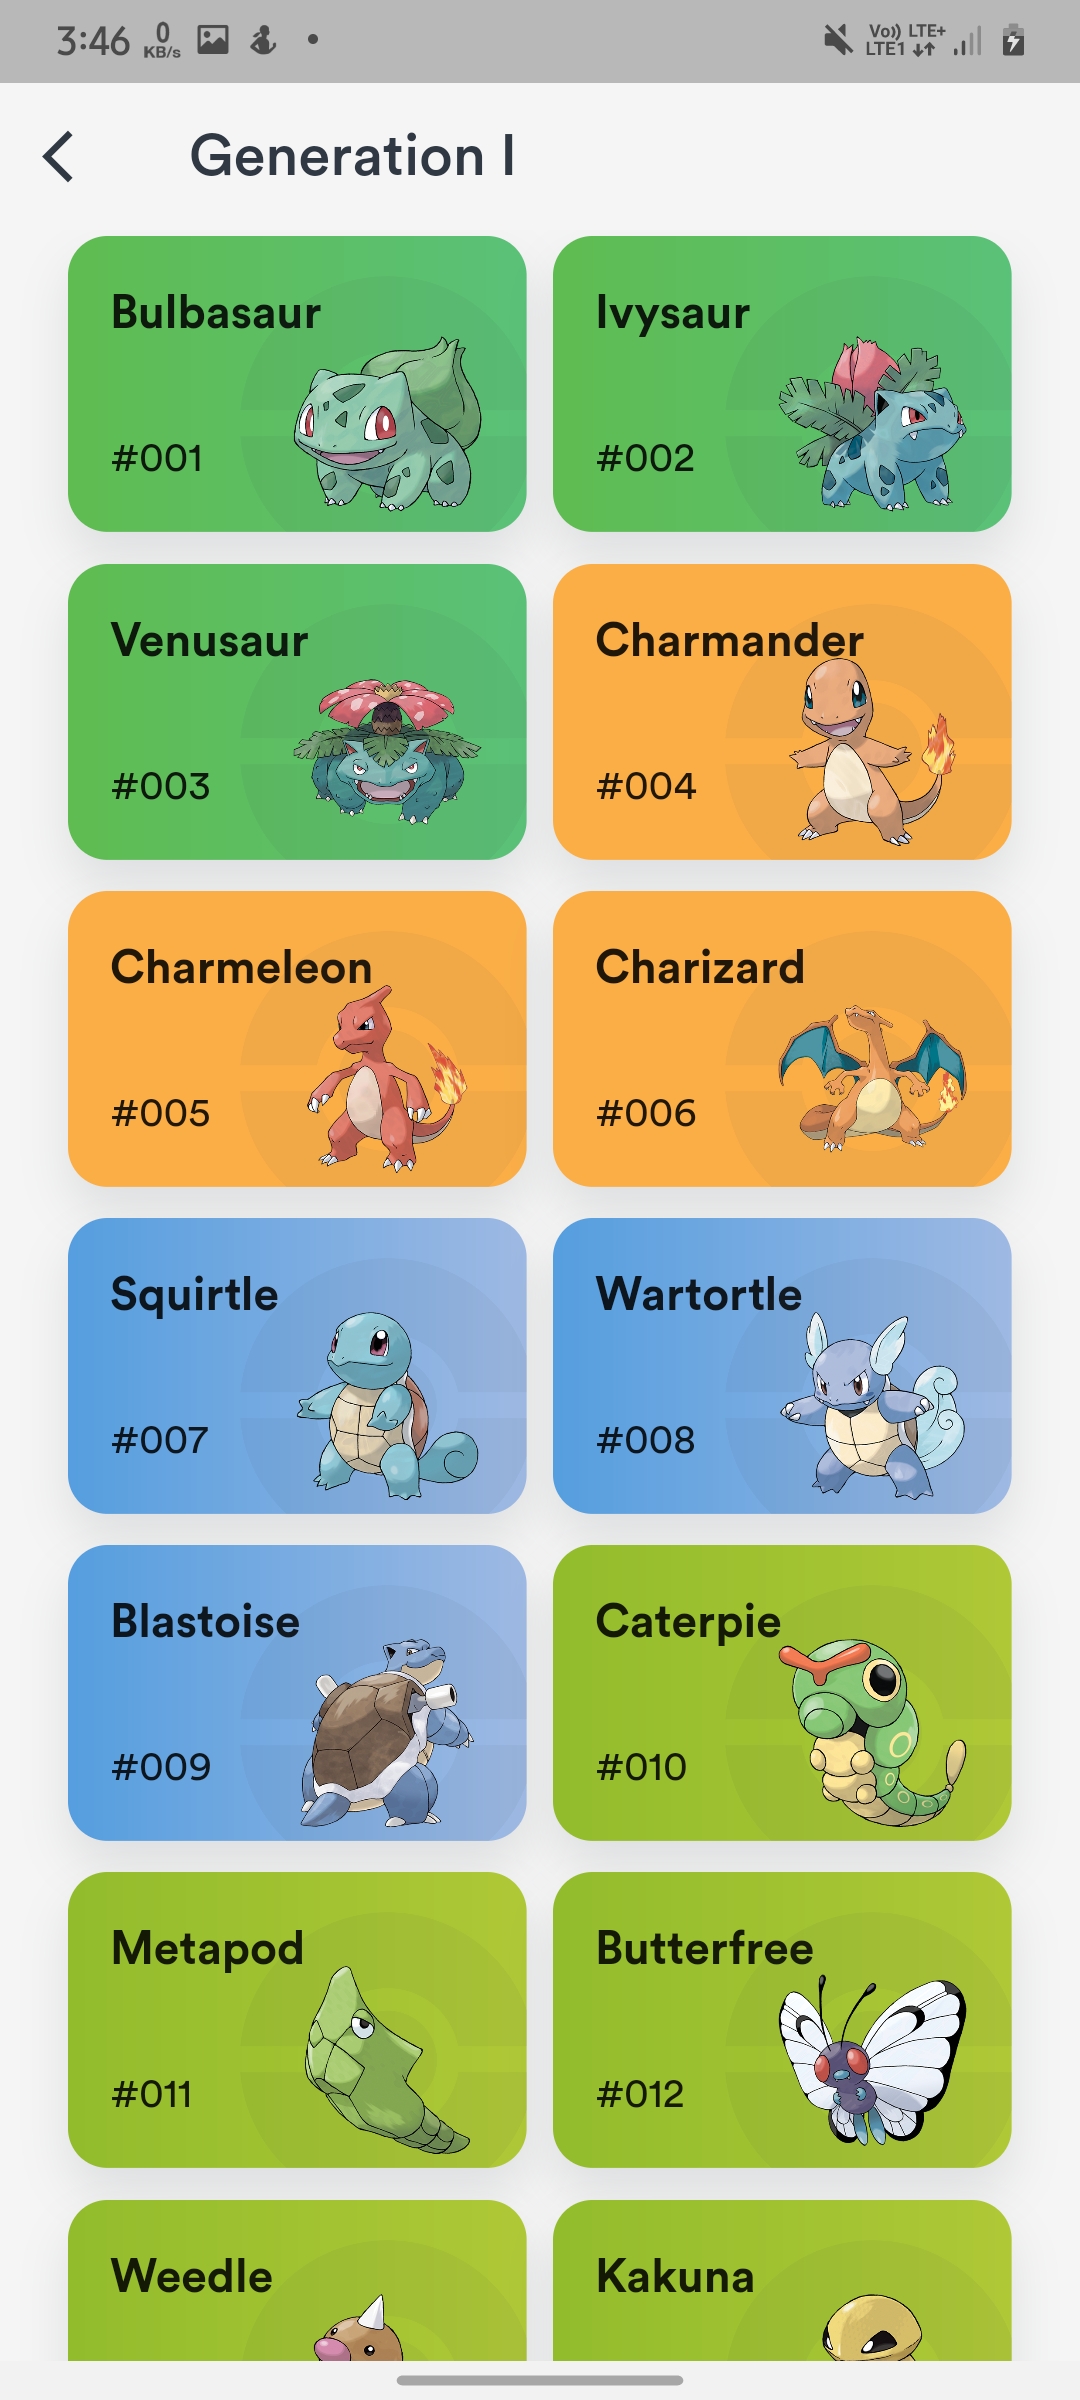 3:46 0 KB/s Vo)) LTE1 LTE+
Generation I
Bulbasaur
#001
Ivysaur
#002
Venusaur
#003
Charmander
#004
Charmeleon
#005
Charizard
#006
Squirtle
#007
Wartortle
#008
Blastoise
#009
Caterpie
#010
Metapod
#011
Butterfree
#012
Weedle
Kakuna